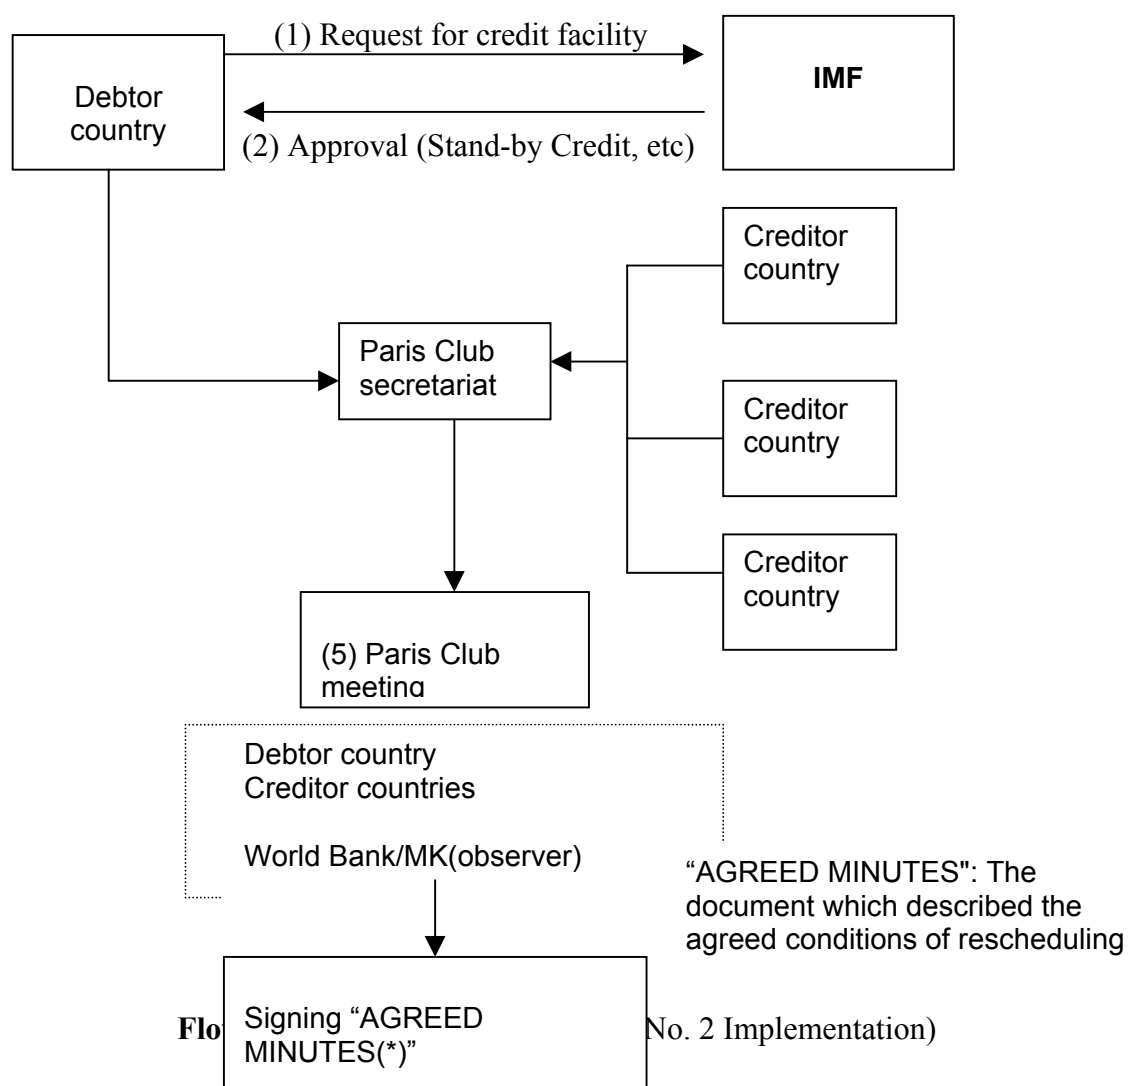 (1) Request for credit facility
IMF
Debtor
country
(2) Approval (Stand-by Credit, etc)
Creditor
country
Paris Club
secretariat
Creditor
country
Creditor
country
(5) Paris Club
meeting
Debtor country
Creditor countries
World Bank/MK(observer)
“AGREED MINUTES": The
document which described the
agreed conditions of rescheduling
Signing “AGREED
MINUTES(*)”
No. 2 Implementation)